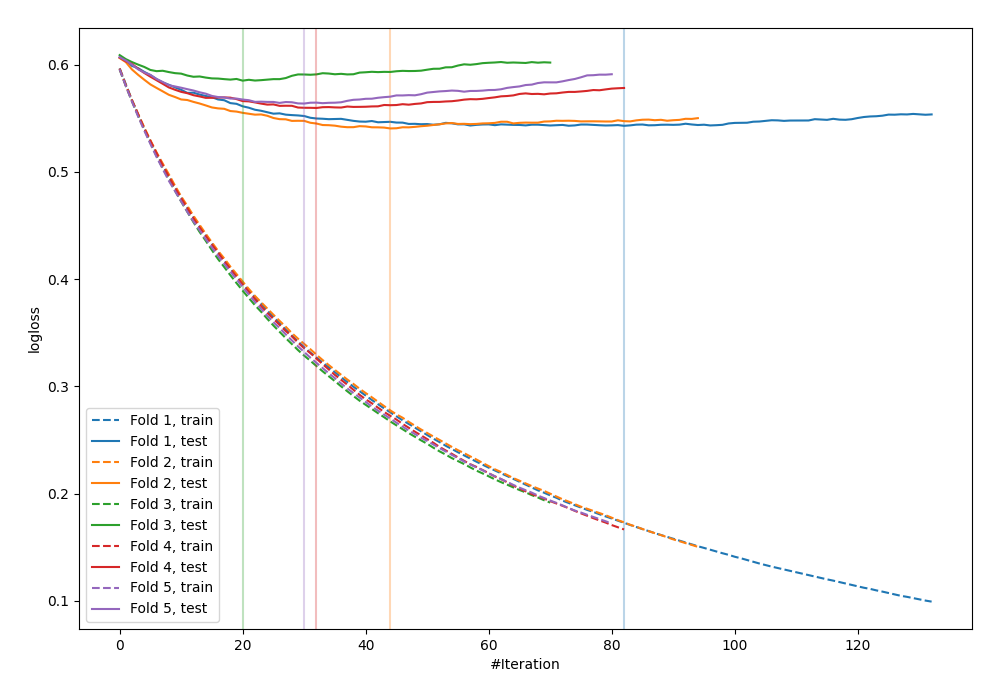 0.6
0.5
0.4
0.3
0.2
0.1
logloss
Fold 1, train
Fold 1, test
Fold 2, train
Fold 2, test
Fold 3, train
Fold 3, test
Fold 4, train
Fold 4, test
Fold 5, train
Fold 5, test
0 20 40 60 80 100 120
#Iteration